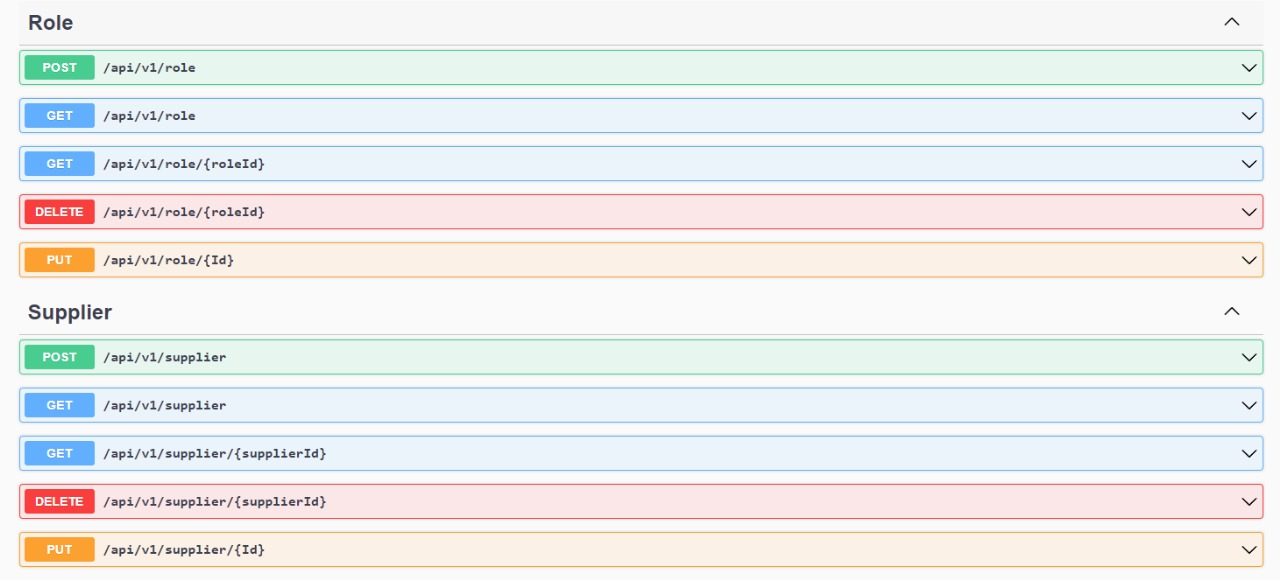 Role
POST /api/v1/role
GET /api/v1/role
GET /api/v1/role/{roleId}
DELETE /api/v1/role/{roleId}
PUT /api/v1/role/{Id}
Supplier
POST /api/v1/supplier
GET /api/v1/supplier
GET /api/v1/supplier/{supplierId}
DELETE /api/v1/supplier/{supplierId}
PUT /api/v1/supplier/{Id}